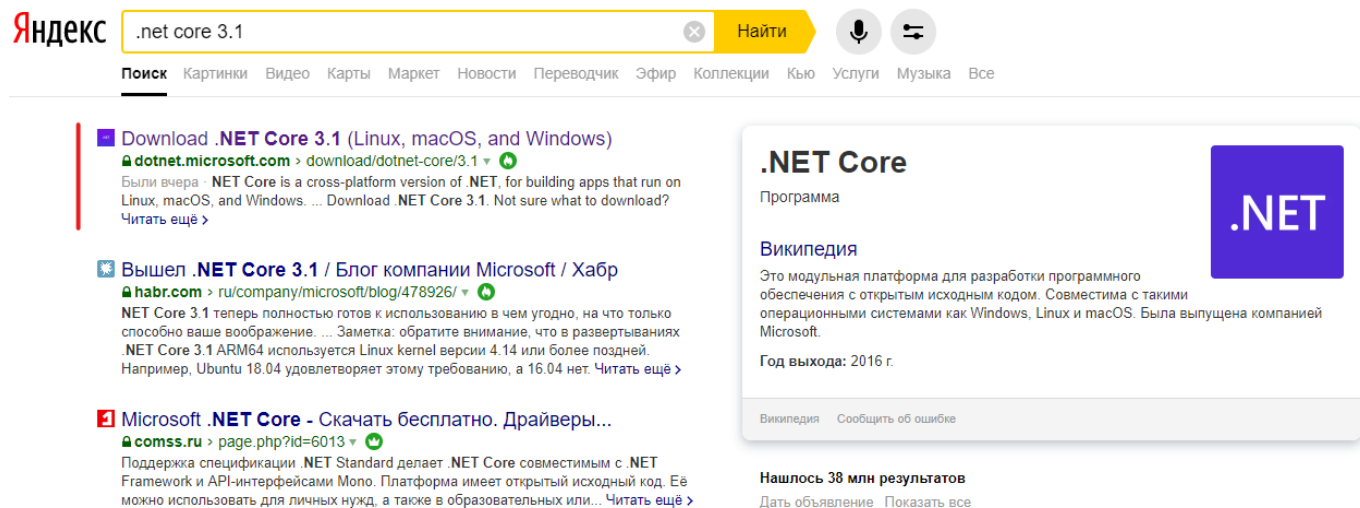 Яндекс
.net core 3.1
Найти
Поиск Картинки Видео Карты Маркет Новости Переводчик Эфир Коллекции Кью Услуги Музыка Все
Download .NET Core 3.1 (Linux, macOS, and Windows)
dotnet.microsoft.com › download/dotnet-core/3.1
Были вчера · NET Core is a cross-platform version of .NET, for building apps that run on
Linux, macOS, and Windows. ... Download .NET Core 3.1. Not sure what to download?
Читать ещё ›
Вышел .NET Core 3.1 / Блог компании Microsoft / Хабр
habr.com › ru/company/microsoft/blog/478926/
NET Core 3.1 теперь полностью готов к использованию в чем угодно, на что только
способно ваше воображение. ... Заметка: обратите внимание, что в развертываниях
.NET Core 3.1 ARM64 используется Linux kernel версии 4.14 или более поздней.
Например, Ubuntu 18.04 удовлетворяет этому требованию, а 16.04 нет. Читать ещё ›
Microsoft .NET Core - Скачать бесплатно. Драйверы...
comss.ru › page.php?id=6013
Поддержка спецификации .NET Standard делает .NET Core совместимым с .NET
Framework и API-интерфейсами Mono. Платформа имеет открытый исходный код. Её
можно использовать для личных нужд, а также в образовательных или... Читать ещё ›
.NET Core
Программа
.NET
Википедия
Это модульная платформа для разработки программного
обеспечения с открытым исходным кодом. Совместима с такими
операционными системами как Windows, Linux и macOS. Была выпущена компанией
Microsoft.
Год выхода: 2016 г.
Википедия Сообщить об ошибке
Нашлось 38 млн результатов
Дать объявление Показать все